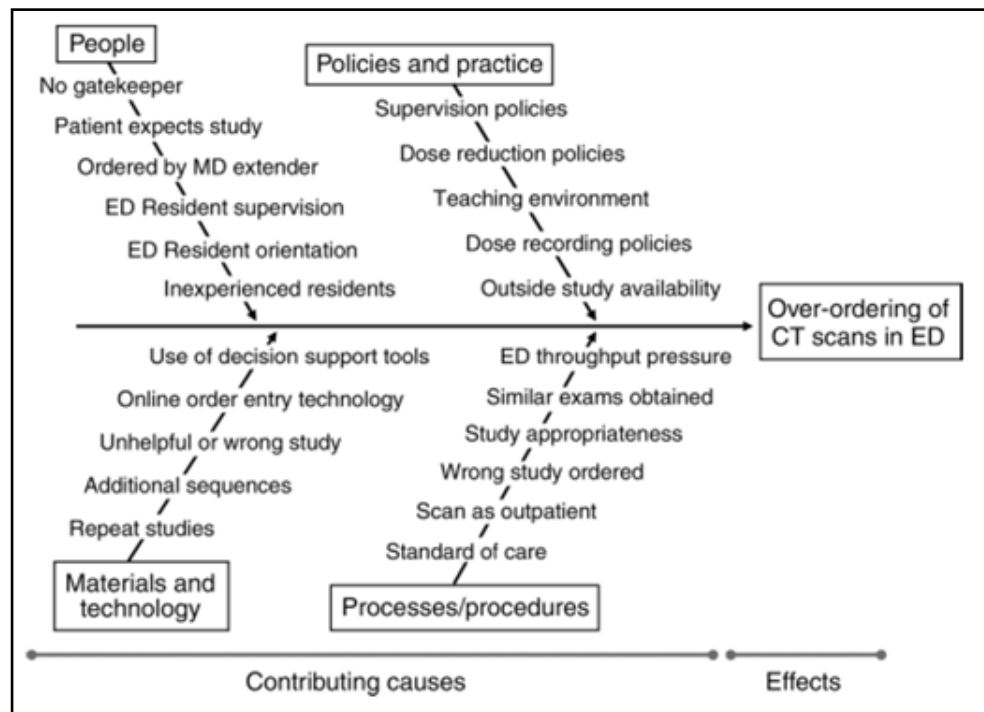 People
No gatekeeper
Patient expects study
Ordered by MD extender
ED Resident supervision
ED Resident orientation
Inexperienced residents
Policies and practice
Supervision policies
Dose reduction policies
Teaching environment
Dose recording policies
Outside study availability
Over-ordering of
CT scans in ED
Use of decision support tools
Online order entry technology
Unhelpful or wrong study
Additional sequences
Repeat studies
Materials and
technology
ED throughput pressure
Similar exams obtained
Study appropriateness
Wrong study ordered
Scan as outpatient
Standard of care
Processes/procedures
Contributing causes
Effects